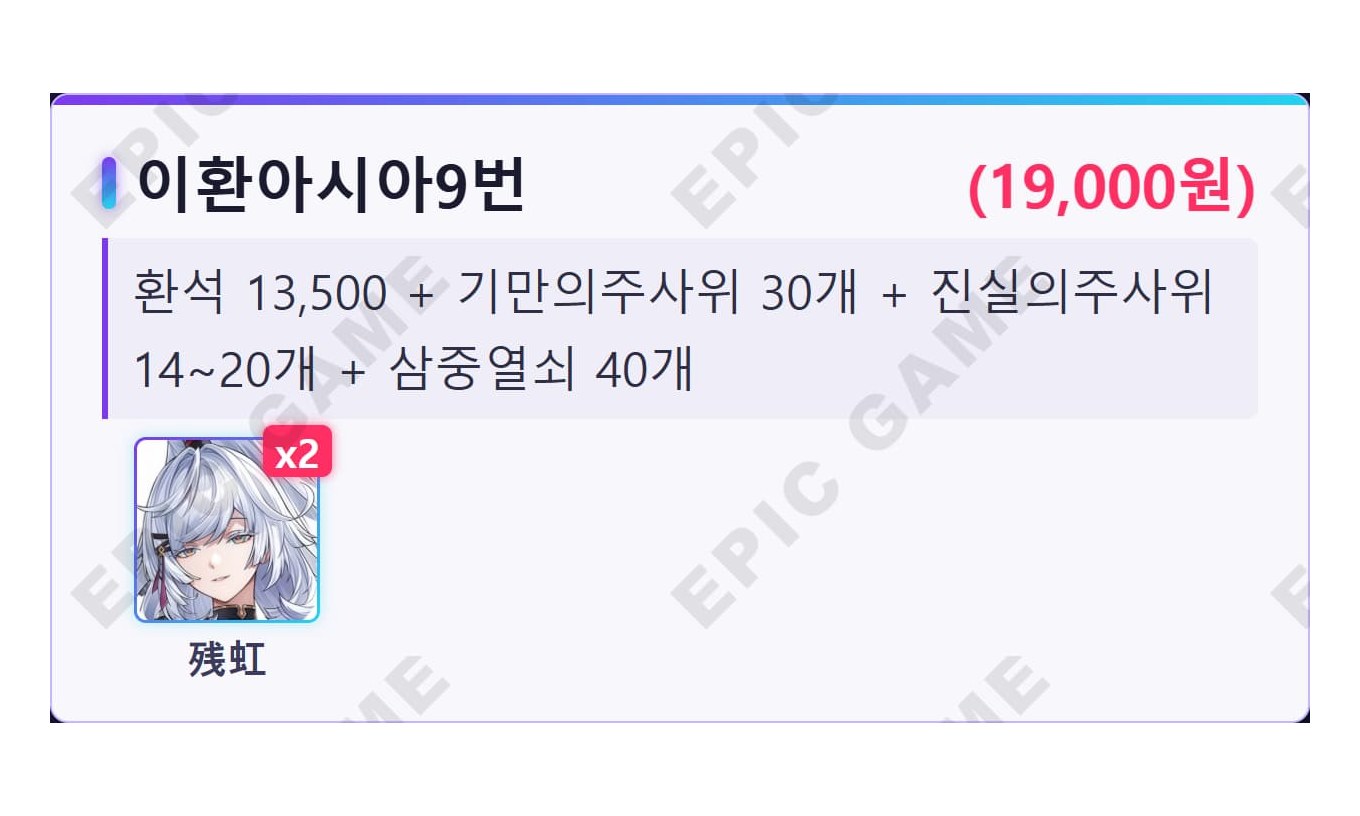 이환아시아9번 (19,000원)
환석 13,500 + 기만의주사위 30개 + 진실의주사위
14~20개 + 삼중열쇠 40개
x2
残虹
EPIC GAME